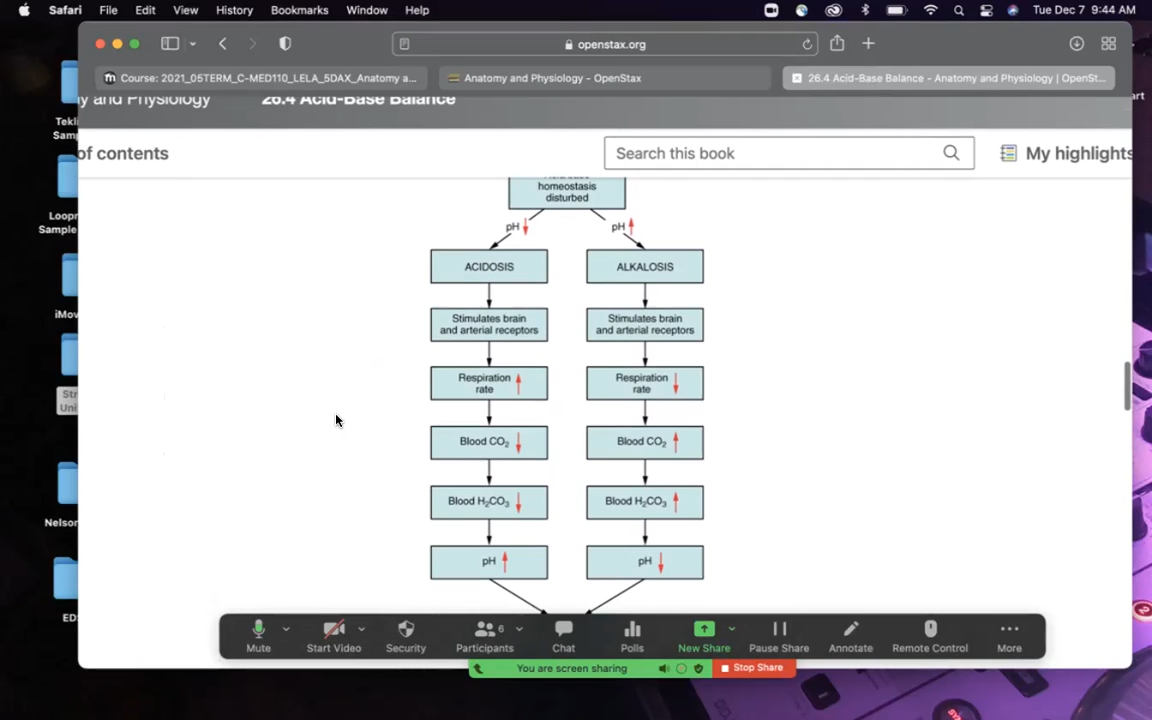 Safari File Edit View History Bookmarks Window Help Tue Dec 7 9:44 AM
openstax.org
Course: 2021_05TERM_C-MED110_LELA_5DAX_Anatomy a... Anatomy and Physiology - OpenStax 26.4 Acid-Base Balance - Anatomy and Physiology | OpenSt...
y and Physiology 26.4 Acid-Base Balance
art
Tekli
Samp
of contents Search this book My highlights
homeostasis
disturbed
pH ↓ pH ↑
Loopr
Sample
ACIDOSIS ALKALOSIS
iMov
Stimulates brain
and arterial receptors
Stimulates brain
and arterial receptors
Respiration
rate ↑
Respiration
rate ↓
Str
Uni
Blood CO₂ ↓ Blood CO₂ ↑
Blood H₂CO₃ ↓ Blood H₂CO₃ ↑
Nelson
pH ↑ pH ↓
ED
6
Mute Start Video Security Participants Chat Polls New Share Pause Share Annotate Remote Control More
You are screen sharing Stop Share